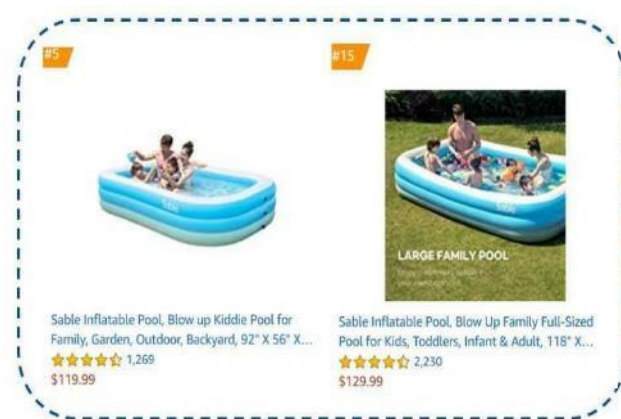 #5
Sable
Sable Inflatable Pool, Blow up Kiddie Pool for
Family, Garden, Outdoor, Backyard, 92" X 56" X...
1,269
$119.99
#15
Sable
LARGE FAMILY POOL
Sable Inflatable Pool, Blow Up Family Full-Sized
Pool for Kids, Toddlers, Infant & Adult, 118" X...
2,230
$129.99